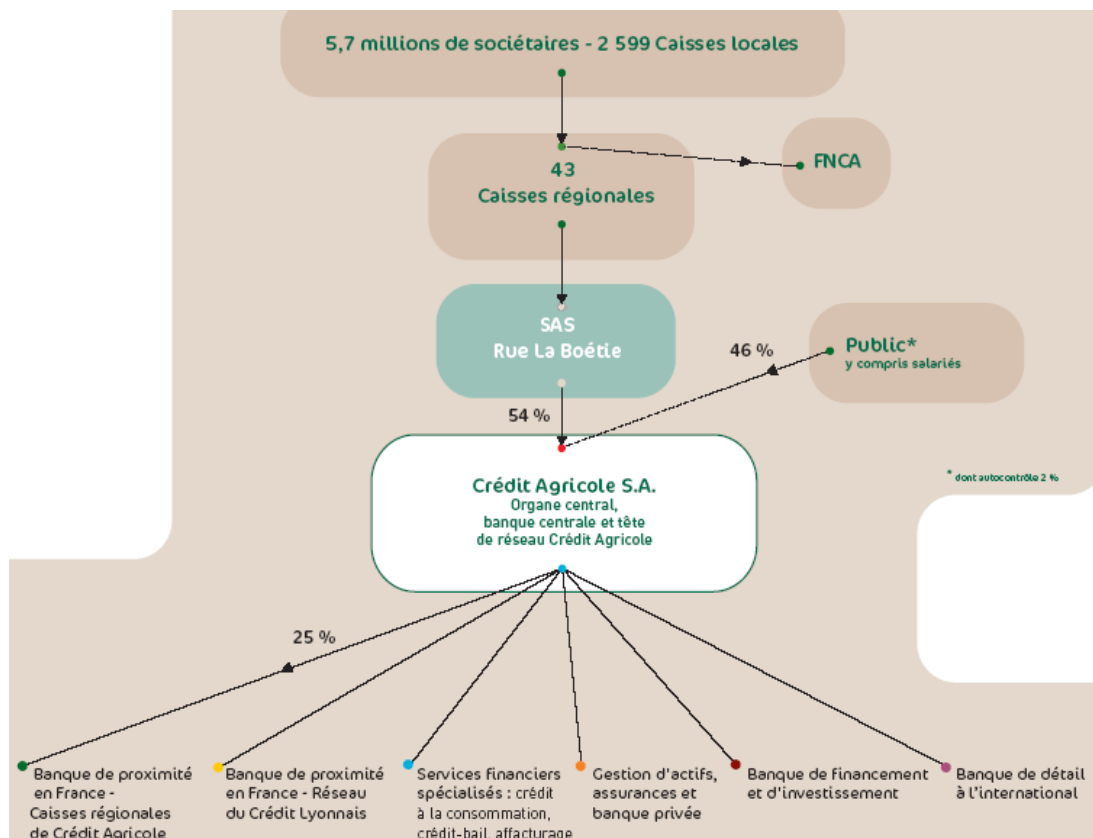 5,7 millions de sociétaires - 2 599 Caisses locales
43
Caisses régionales
FNCA
SAS
Rue La Boétie
46 %
Public*
y compris salariés
54 %
Crédit Agricole S.A.
Organe central,
banque centrale et tête
de réseau Crédit Agricole
* dont autocontrôle 2 %
25 %
Banque de proximité
en France -
Caisses régionales
de Crédit Agricole
Banque de proximité
en France - Réseau
du Crédit Lyonnais
Services financiers
spécialisés : crédit
à la consommation,
crédit-bail, affacturage
Gestion d'actifs,
assurances et
banque privée
Banque de financement
et d'investissement
Banque de détail
à l'international